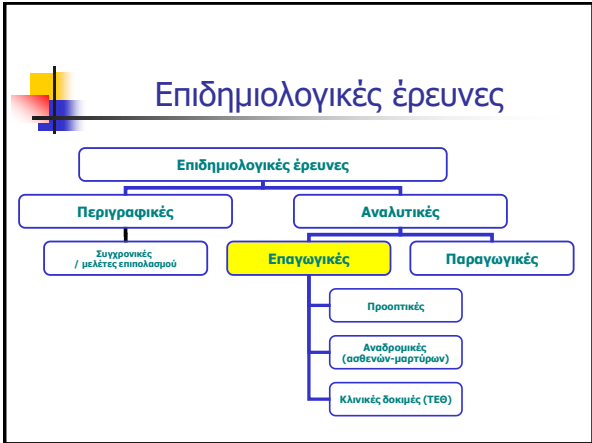 Επιδημιολογικές έρευνες
Επιδημιολογικές έρευνες
Περιγραφικές
Αναλυτικές
Συγχρονικές
/ μελέτες επιπολασμού
Επαγωγικές
Παραγωγικές
Προοπτικές
Αναδρομικές
(ασθενών-μαρτύρων)
Κλινικές δοκιμές (ΤΕΘ)